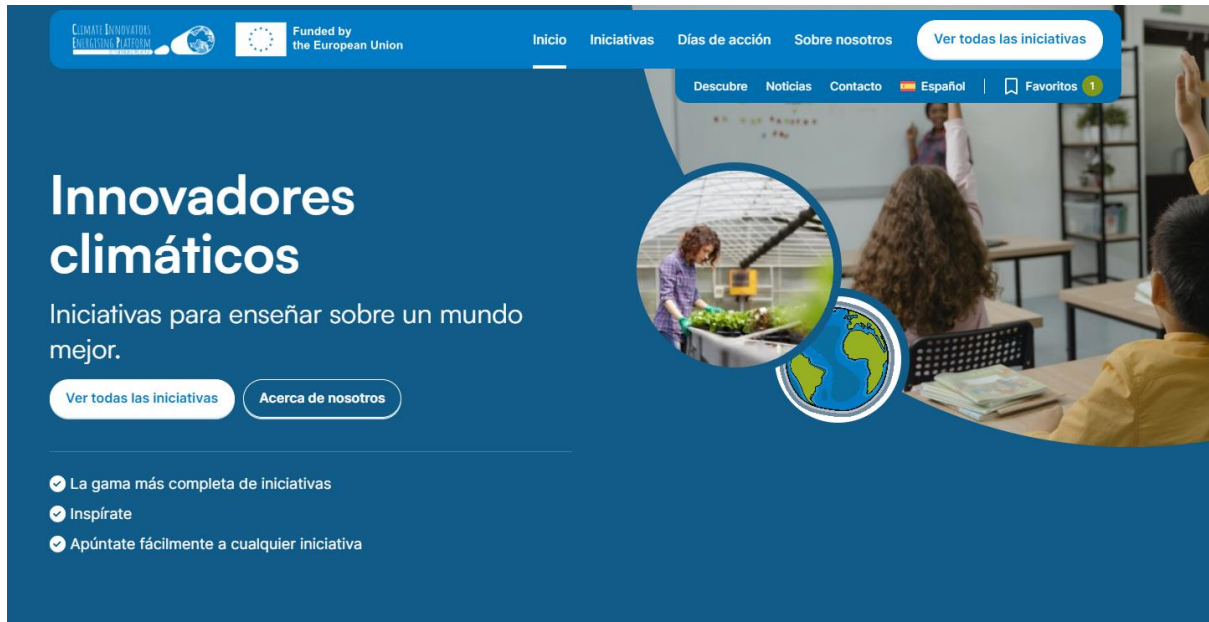 CLIMATE INNOVATORS
ENERGISING PLATFORM
Funded by
the European Union
Inicio Iniciativas Días de acción Sobre nosotros Ver todas las iniciativas
Descubre Noticias Contacto Español Favoritos 1
Innovadores
climáticos
Iniciativas para enseñar sobre un mundo
mejor.
Ver todas las iniciativas Acerca de nosotros
La gama más completa de iniciativas
Inspírate
Apúntate fácilmente a cualquier iniciativa